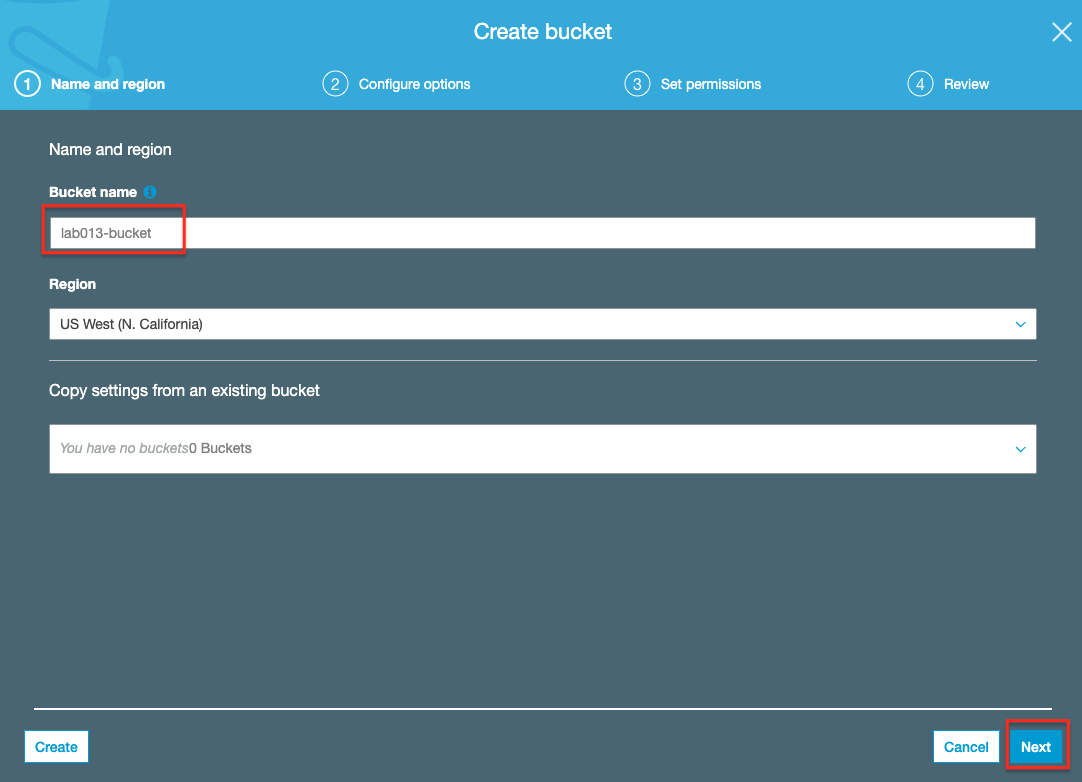 Create bucket
1 Name and region 2 Configure options 3 Set permissions 4 Review
Name and region
Bucket name
lab013-bucket
Region
US West (N. California)
Copy settings from an existing bucket
You have no buckets0 Buckets
Create Cancel Next